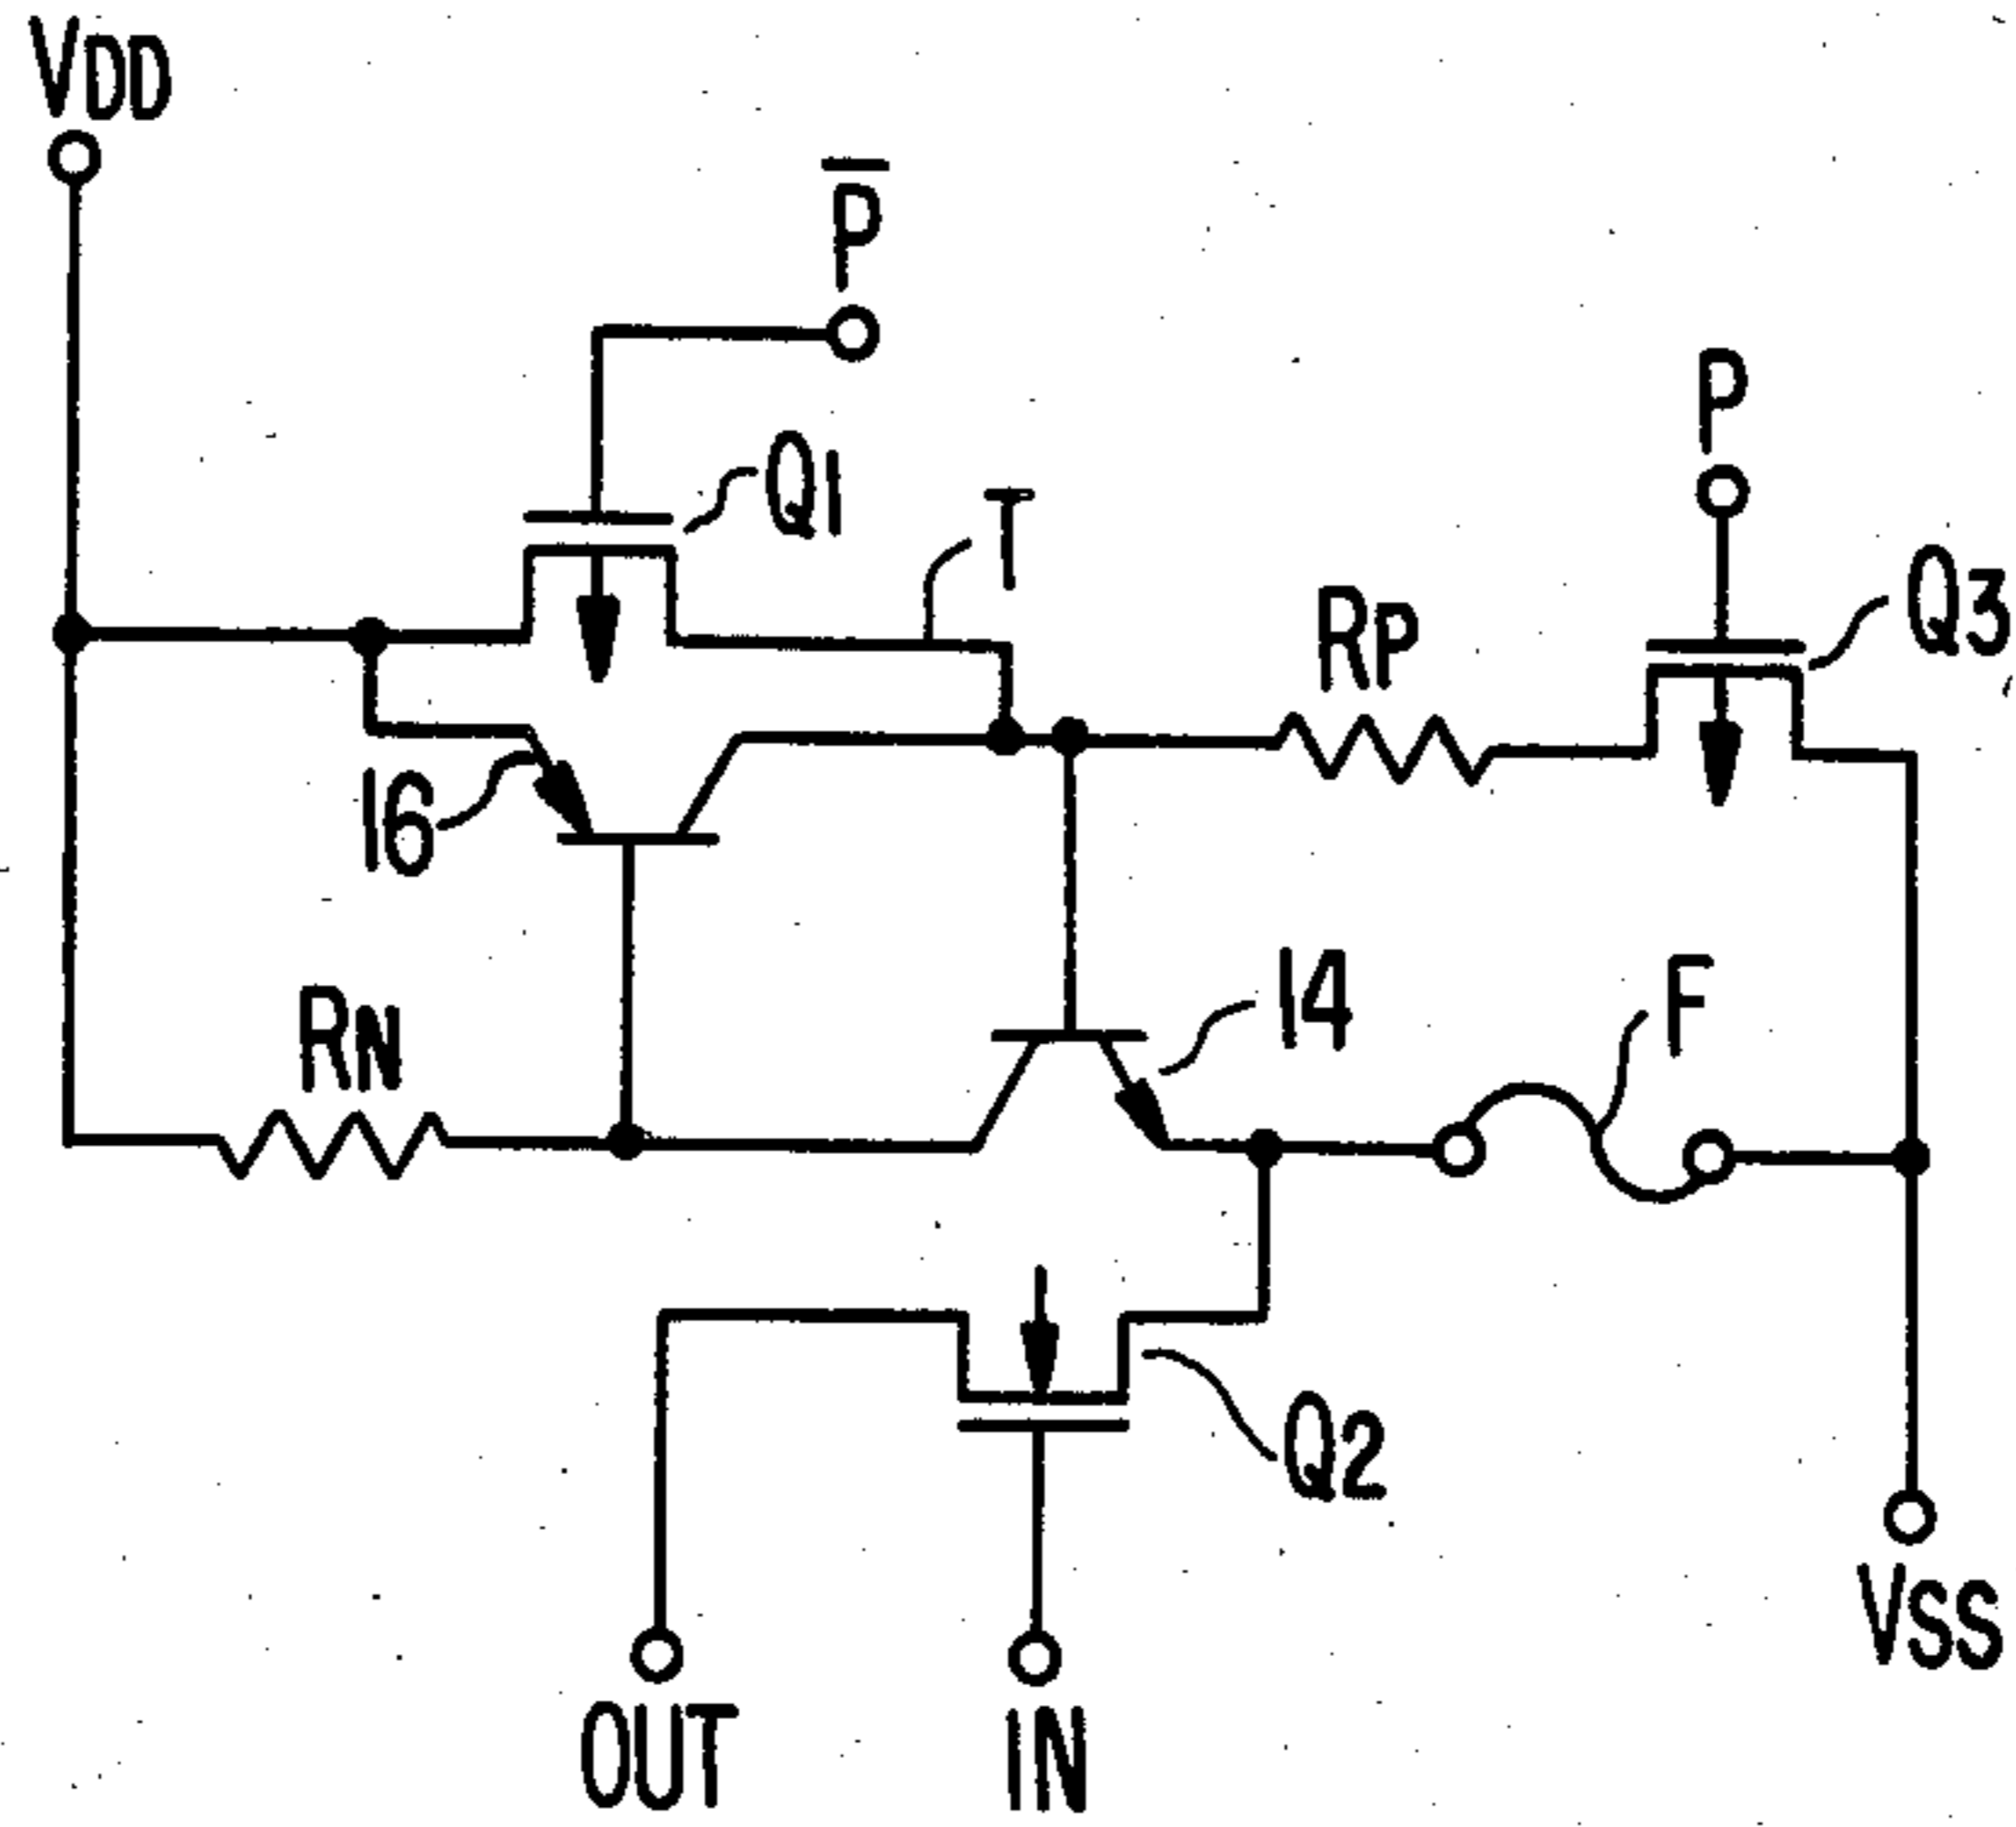 VDD
P̅
P
Q1
T
Q3
RP
16
RN
14
F
Q2
VSS
OUT
IN